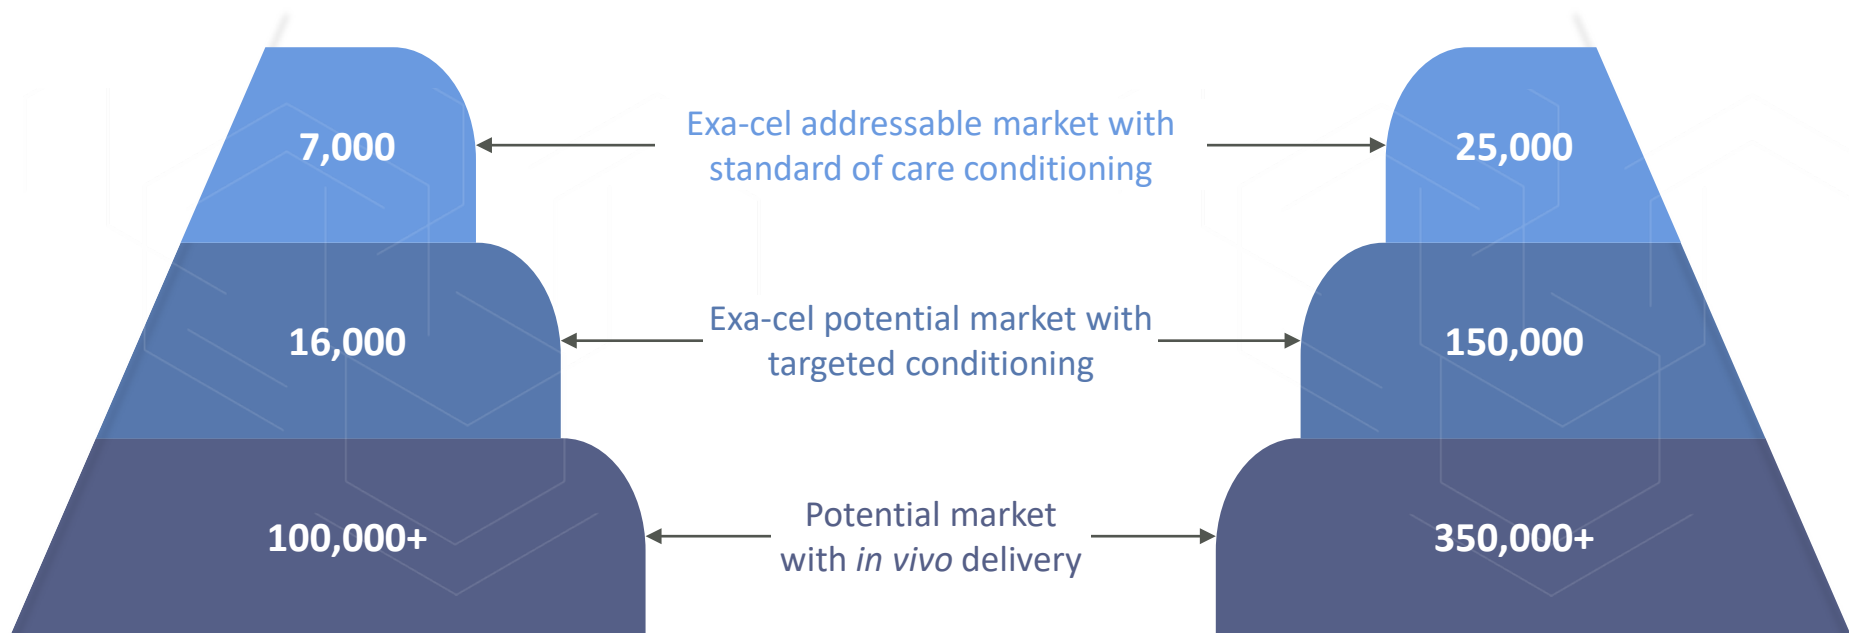 7,000
Exa-cel addressable market with
standard of care conditioning
25,000
16,000
Exa-cel potential market with
targeted conditioning
150,000
100,000+
Potential market
with in vivo delivery
350,000+